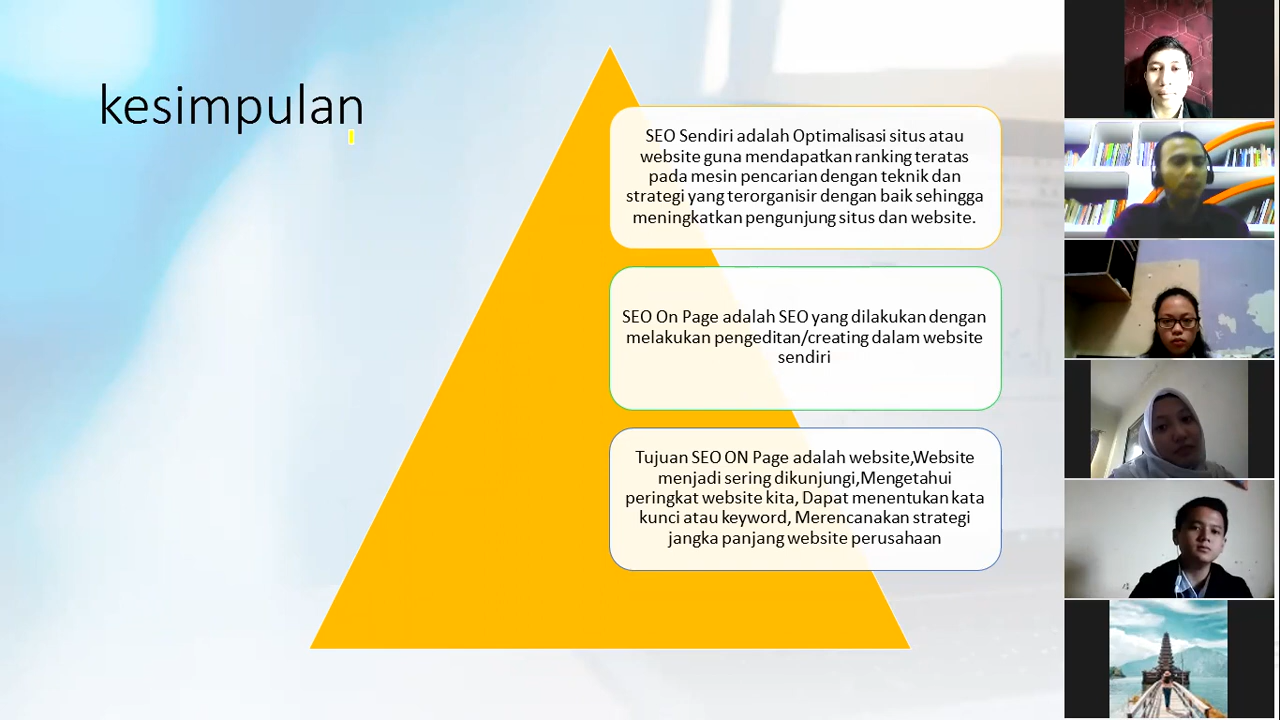 kesimpulan
SEO Sendiri adalah Optimalisasi situs atau
website guna mendapatkan ranking teratas
pada mesin pencarian dengan teknik dan
strategi yang terorganisir dengan baik sehingga
meningkatkan pengunjung situs dan website.
SEO On Page adalah SEO yang dilakukan dengan
melakukan pengeditan/creating dalam website
sendiri
Tujuan SEO ON Page adalah website,Website
menjadi sering dikunjungi,Mengetahui
peringkat website kita, Dapat menentukan kata
kunci atau keyword, Merencanakan strategi
jangka panjang website perusahaan